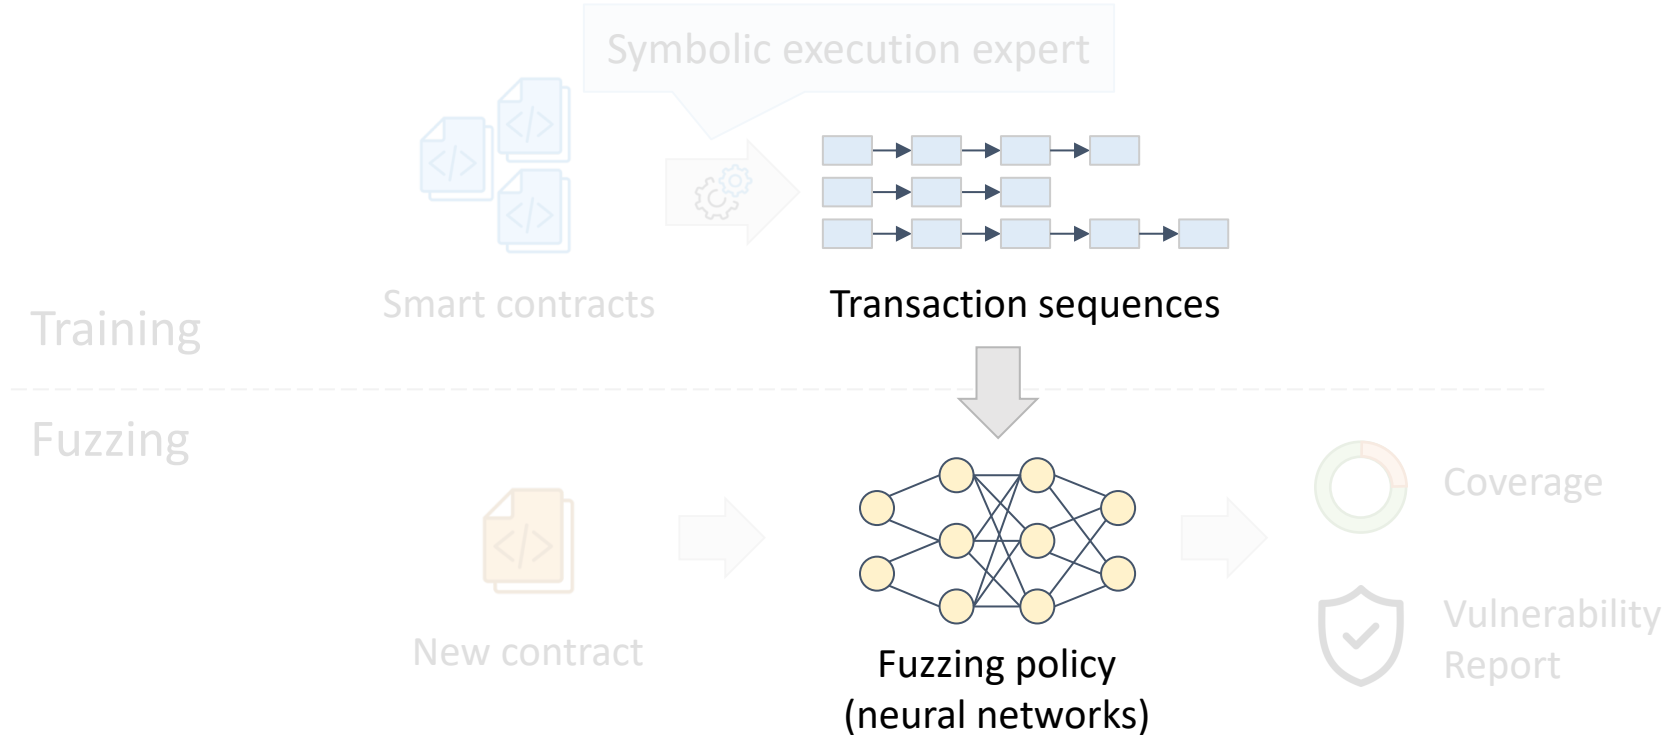 Symbolic execution expert
</>
</>
</>
Smart contracts
Transaction sequences
Training
Fuzzing
</>
New contract
Fuzzing policy
(neural networks)
Coverage
Vulnerability
Report